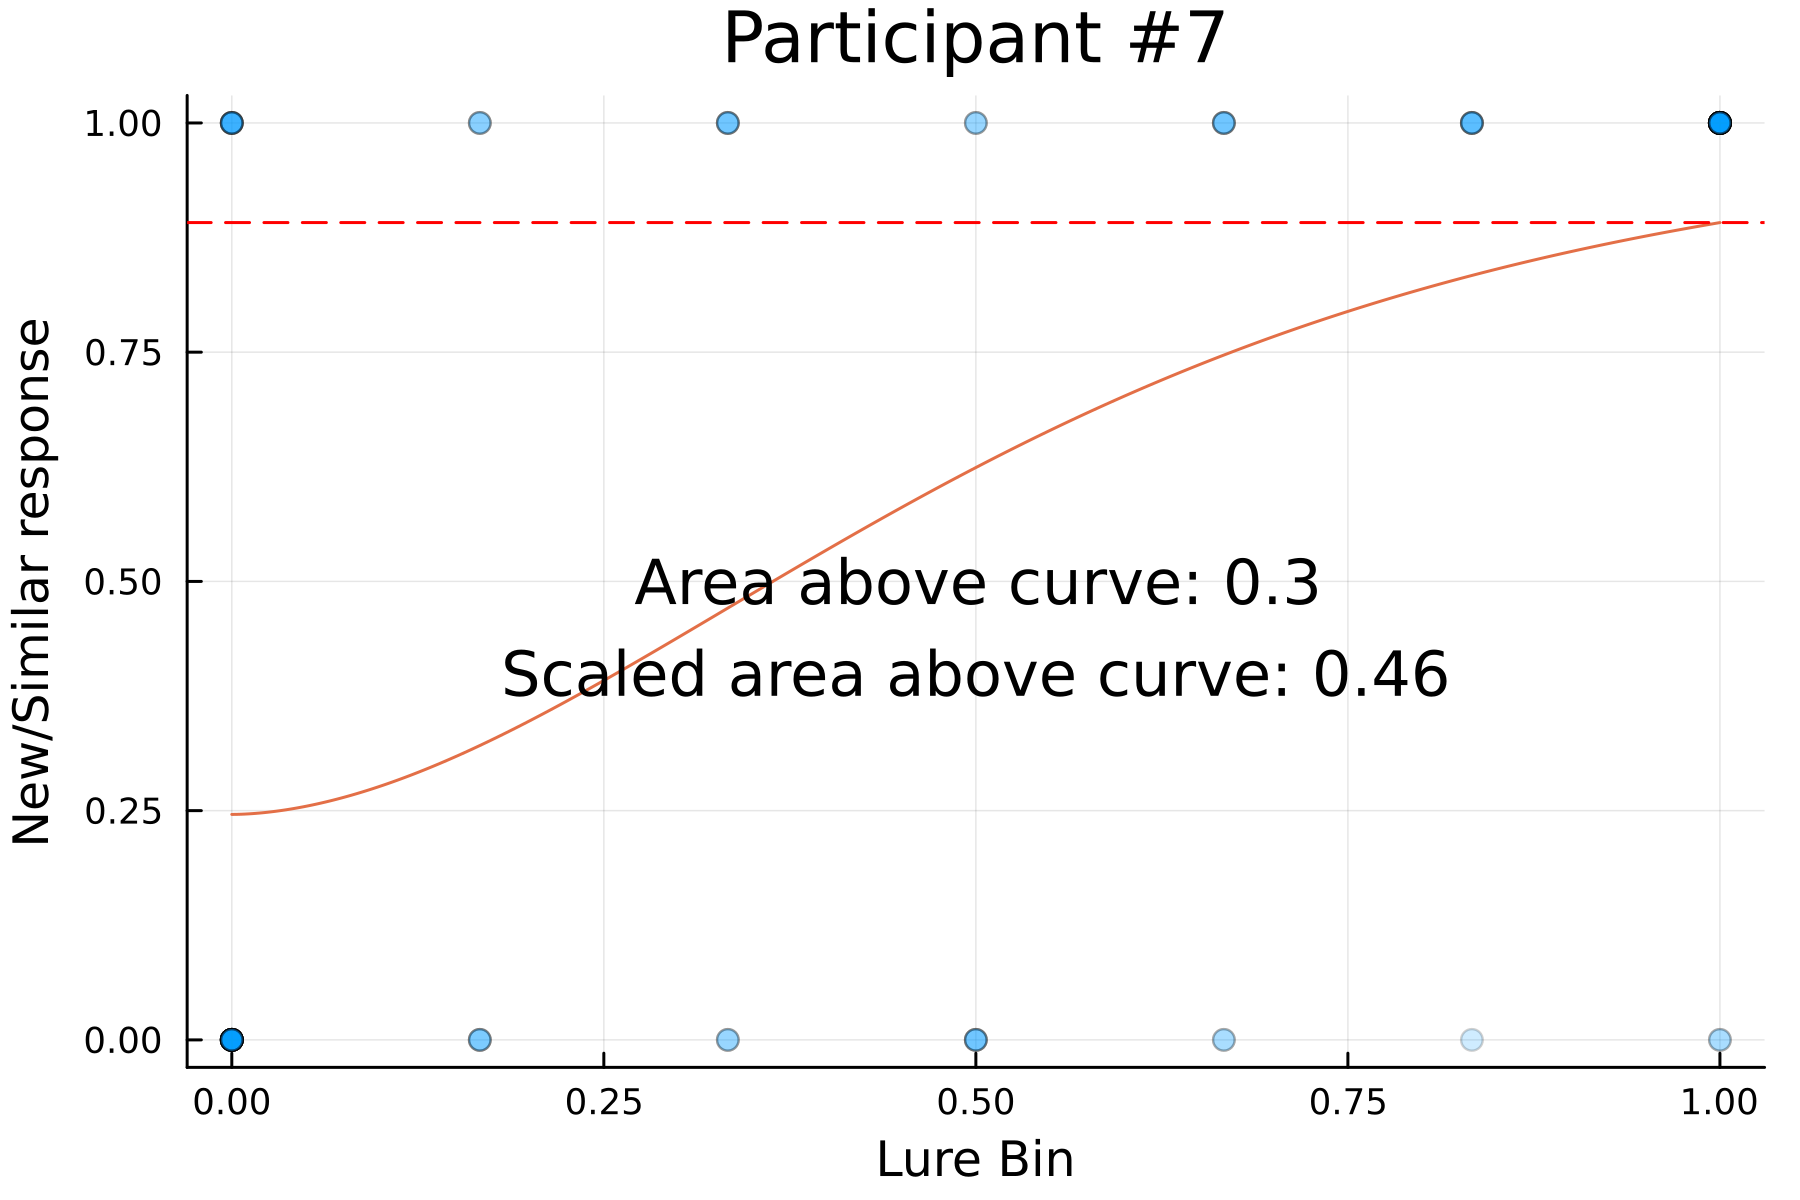 Participant #7
1.00
0.75
0.50
0.25
0.00
New/Similar response
Area above curve: 0.3
Scaled area above curve: 0.46
0.00 0.25 0.50 0.75 1.00
Lure Bin